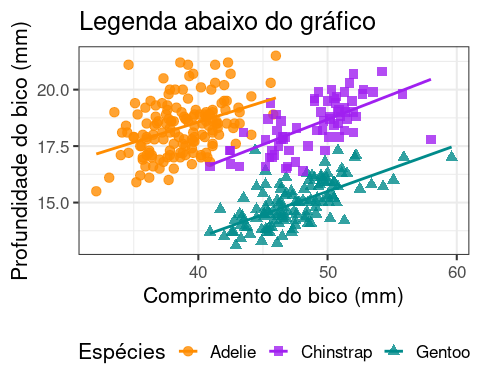 Legenda abaixo do gráfico
Profundidade do bico (mm)
20.0
17.5
15.0
40
50
60
Comprimento do bico (mm)
Espécies
Adelie
Chinstrap
Gentoo